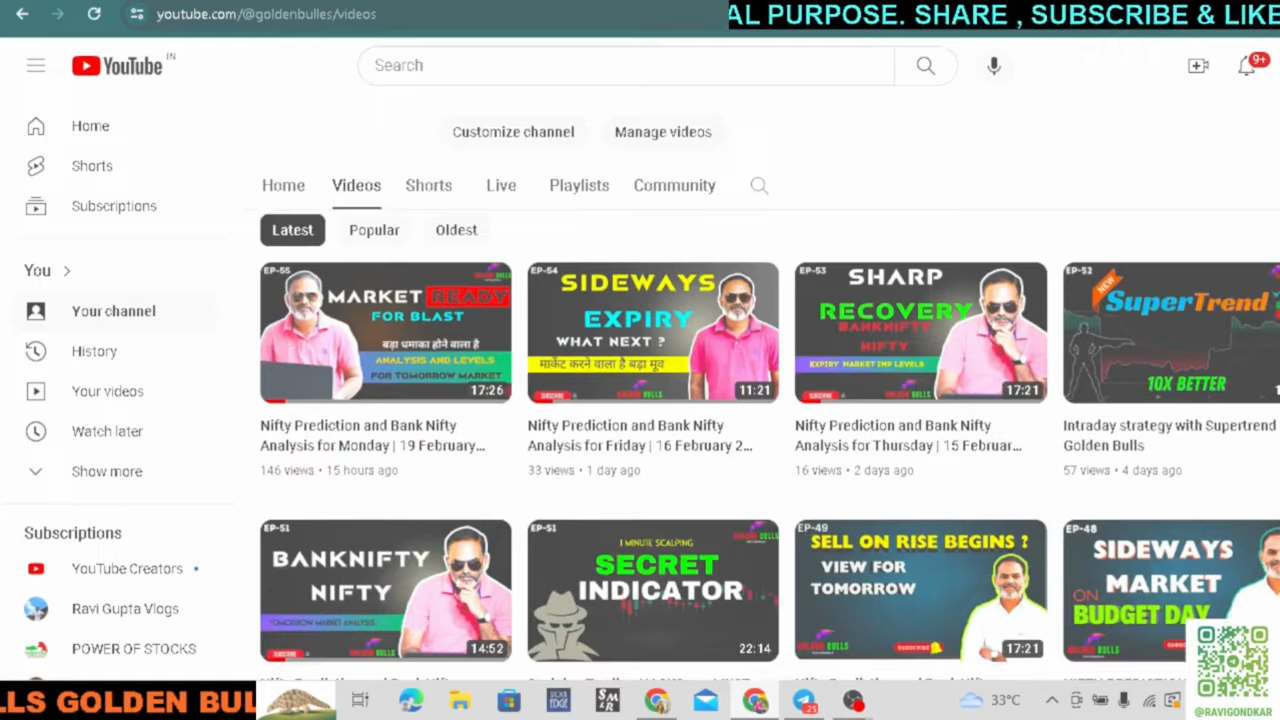 youtube.com/@goldenbulles/videos
AL PURPOSE. SHARE , SUBSCRIBE & LIKE
YouTube IN
Search
9+
Home
Shorts
Subscriptions
You
Your channel
History
Your videos
Watch later
Show more
Subscriptions
YouTube Creators
Ravi Gupta Vlogs
POWER OF STOCKS
Customize channel
Manage videos
Home Videos Shorts Live Playlists Community
Latest Popular Oldest
EP-55
MARKET READY
FOR BLAST
बड़ा धमाका होने वाला है
ANALYSIS AND LEVELS
FOR TOMORROW MARKET
17:26
Nifty Prediction and Bank Nifty
Analysis for Monday | 19 February...
146 views • 15 hours ago
EP-54
SIDEWAYS
EXPIRY
WHAT NEXT ?
मार्केट करने वाला है बड़ा मूव
11:21
Nifty Prediction and Bank Nifty
Analysis for Friday | 16 February 2...
33 views • 1 day ago
EP-53
SHARP
RECOVERY
BANKNIFTY
NIFTY
EXPIRY MARKET IMP LEVELS
17:21
Nifty Prediction and Bank Nifty
Analysis for Thursday | 15 Februar...
16 views • 2 days ago
EP-52
NEW
SuperTrend
10X BETTER
Intraday strategy with Supertrend
Golden Bulls
57 views • 4 days ago
EP-51
BANKNIFTY
NIFTY
TOMORROW MARKET ANALYSIS
14:52
EP-51
1 MINUTE SCALPING
SECRET
INDICATOR
22:14
EP-49
SELL ON RISE BEGINS ?
VIEW FOR
TOMORROW
SUBSCRIBE
17:21
EP-48
SIDEWAYS
MARKET
ON
BUDGET DAY
LLS GOLDEN BUL
25
33°C
@RAVIGONDKAR